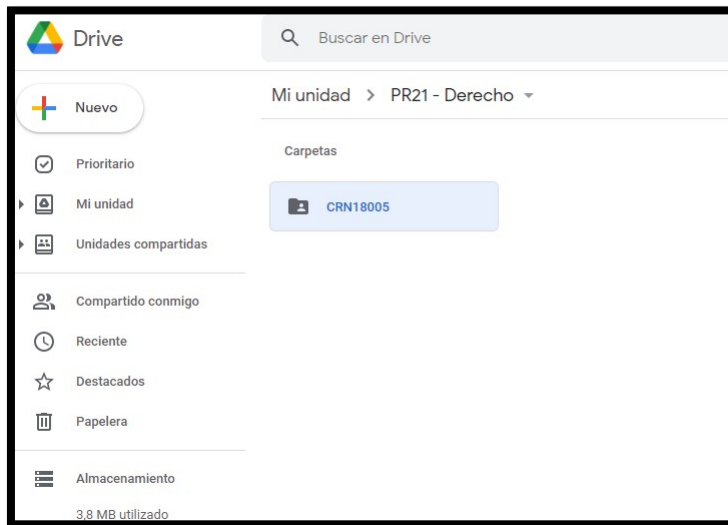 Drive
Buscar en Drive
Nuevo
Mi unidad > PR21 - Derecho
Carpetas
CRN18005
Prioritario
Mi unidad
Unidades compartidas
Compartido conmigo
Reciente
Destacados
Papelera
Almacenamiento
3,8 MB utilizado